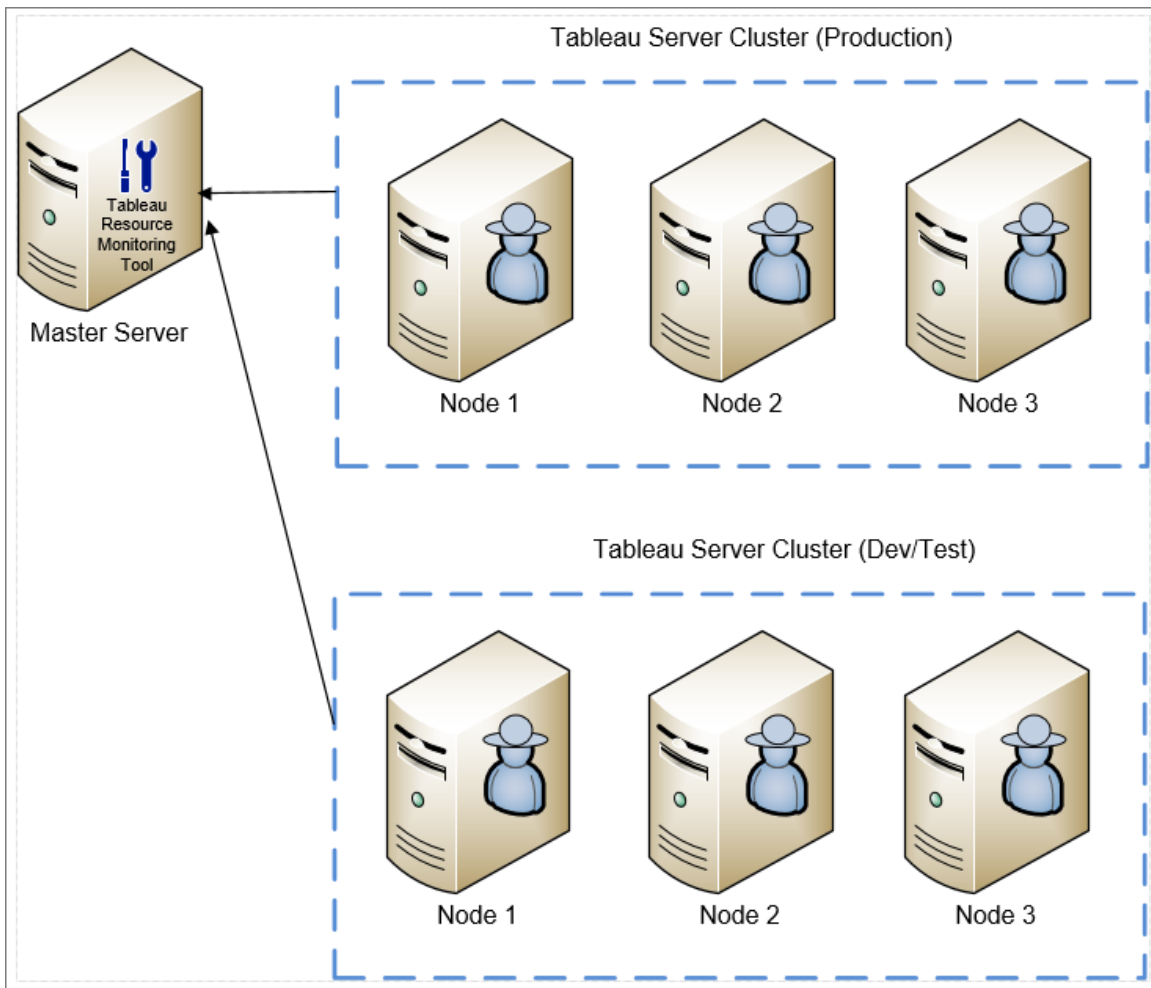 Tableau Server Cluster (Production)
Tableau
Resource
Monitoring
Tool
Master Server
Node 1
Node 2
Node 3
Tableau Server Cluster (Dev/Test)
Node 1
Node 2
Node 3